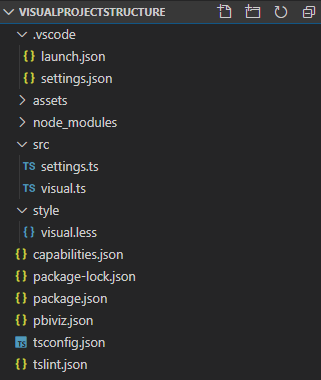 VISUALPROJECTSTRUCTURE
.vscode
{} launch.json
{} settings.json
assets
node_modules
src
TS settings.ts
TS visual.ts
style
{} visual.less
{} capabilities.json
{} package-lock.json
{} package.json
{} pbiviz.json
TS tsconfig.json
{} tslint.json